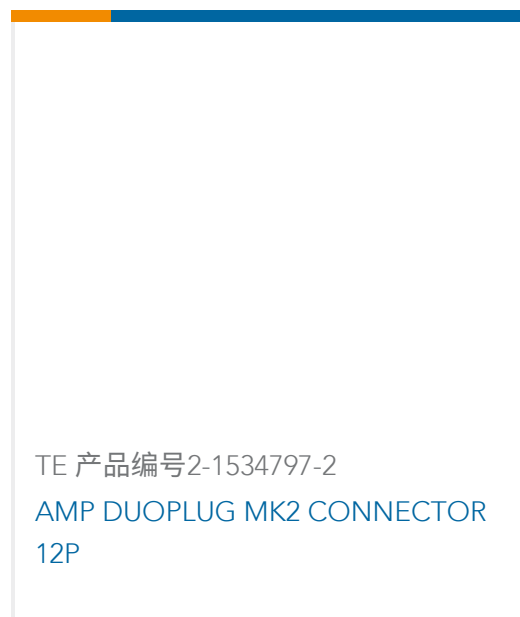 TE 产品编号2-1534797-2
AMP DUOPLUG MK2 CONNECTOR
12P